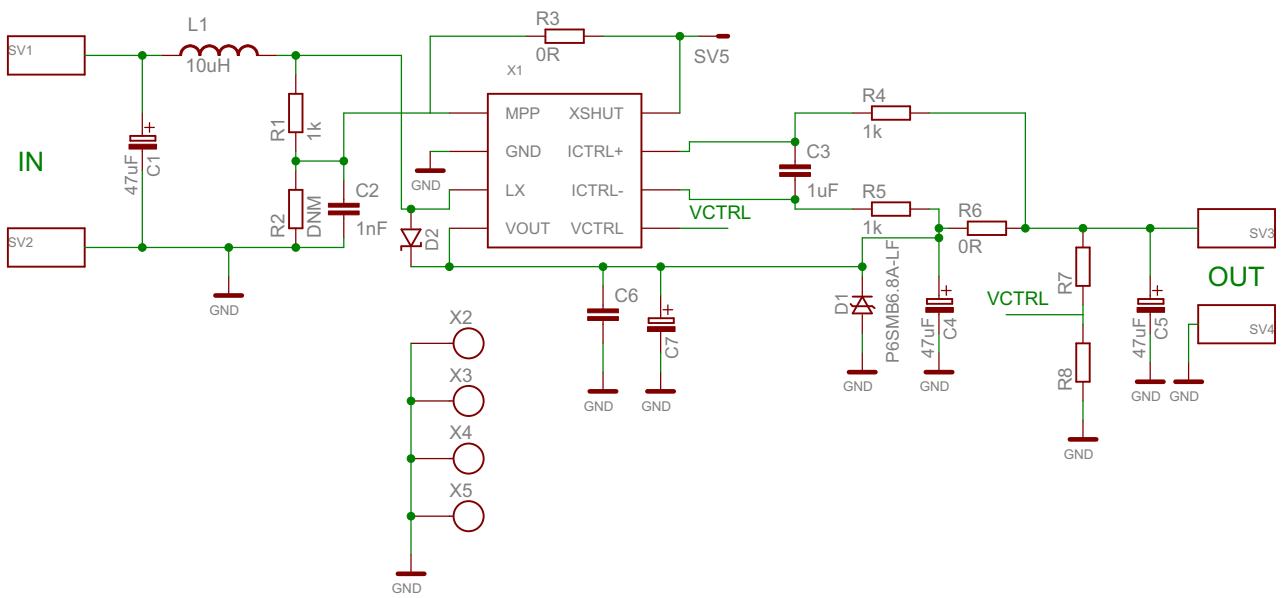 L1
R3
SV1
10uH
0R
SV5
X1
MPP
XSHUT
R4
1k
R1
1k
IN
47uF
C1
GND
ICTRL+
C3
1uF
GND
LX
ICTRL-
C2
1nF
R2
DNM
R5
1k
VCTRL
SV2
D2
VOUT
VCTRL
R6
0R
SV3
OUT
R7
VCTRL
C6
D1
P6SMB6.8A-LF
47uF
C4
47uF
C5
SV4
GND
X2
C7
R8
GND
GND
GND
GND
GND
GND
X3
X4
GND
X5
GND